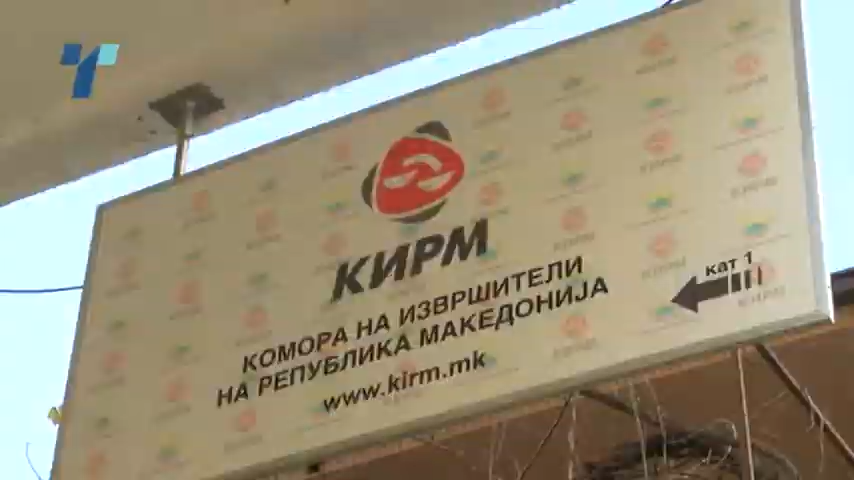 КИРМ
КОМОРА НА ИЗВРШИТЕЛИ
НА РЕПУБЛИКА МАКЕДОНИЈА
www.kirm.mk
кат 1